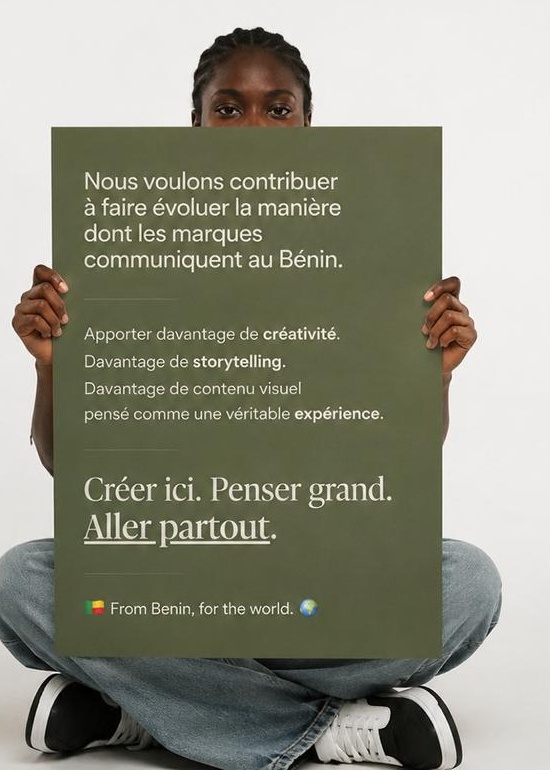 Nous voulons contribuer
à faire évoluer la manière
dont les marques
communiquent au Bénin.
Apporter davantage de créativité.
Davantage de storytelling.
Davantage de contenu visuel
pensé comme une véritable expérience.
Créer ici. Penser grand.
Aller partout.
🇧🇯 From Benin, for the world. 🌍